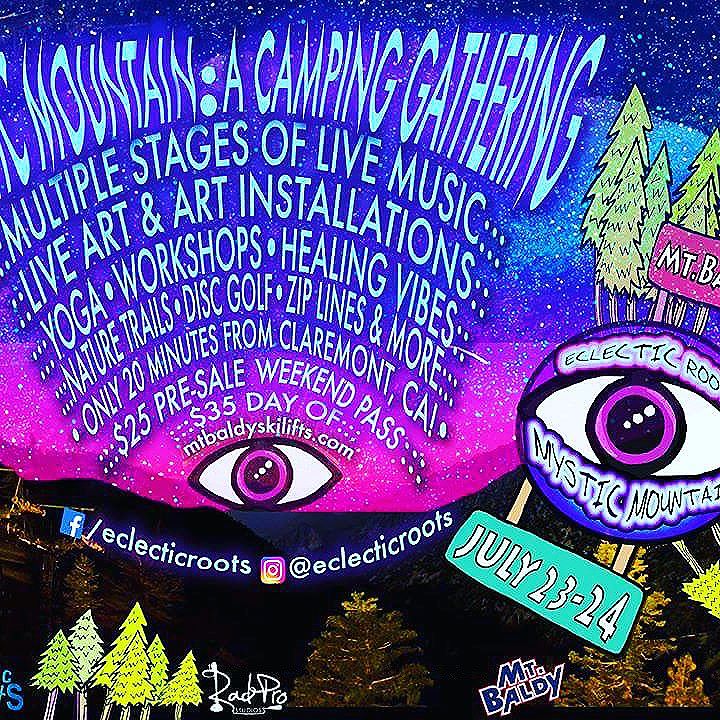 IC MOUNTAIN: A CAMPING GATHERING
MULTIPLE STAGES OF LIVE MUSIC...
...LIVE ART & ART INSTALLATIONS...
YOGA • WORKSHOPS • HEALING VIBES...
...NATURE TRAILS • DISC GOLF • ZIP LINES & MORE...
• ONLY 20 MINUTES FROM CLAREMONT, CA! •
...$25 PRE-SALE WEEKEND PASS...
...$35 DAY OF...
mtbaldyskilifts.com
/eclecticroots @eclecticroots
MT. BA
ECLECTIC ROO
MYSTIC MOUNTAI
JULY 23-24
RadPro
STUDIOS
MT.
BALDY